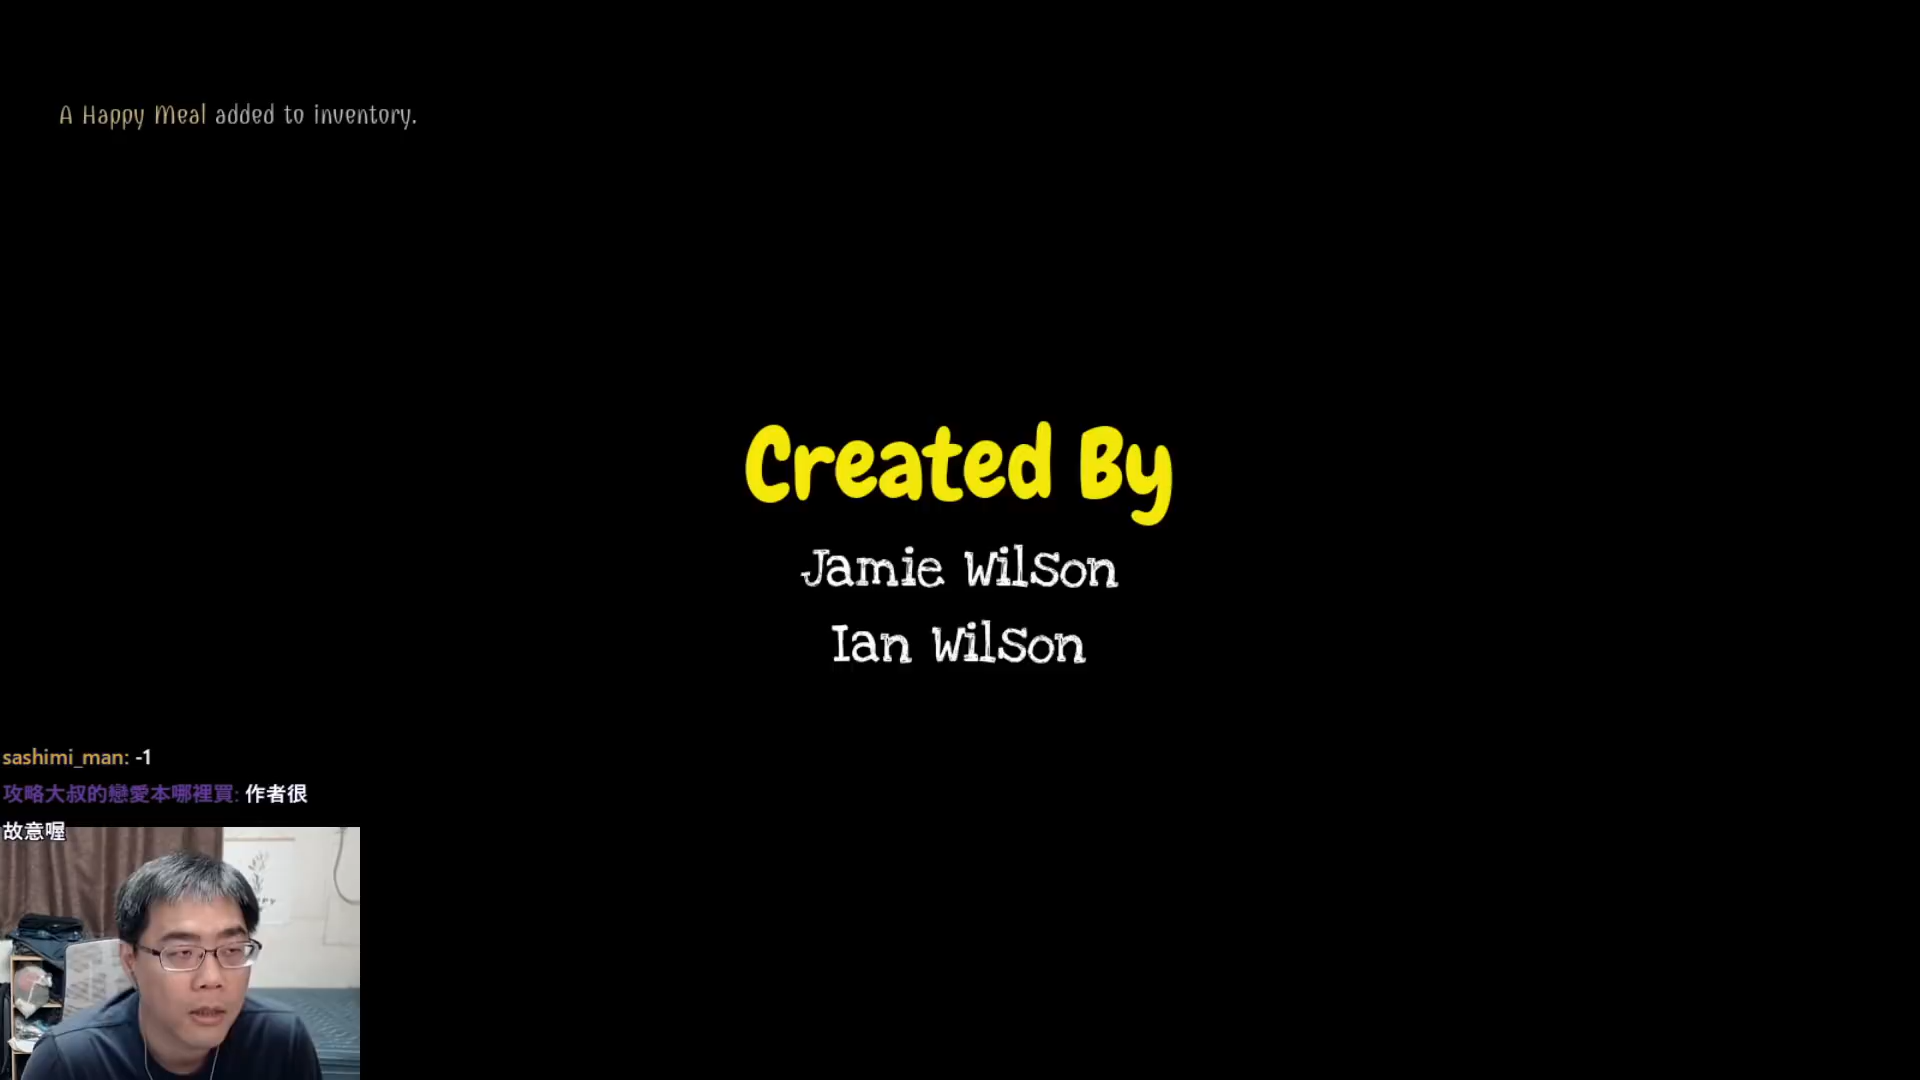 A Happy Meal added to inventory.
Created By
Jamie Wilson
Ian Wilson
sashimi_man: -1
攻略大叔的戀愛本哪裡買: 作者很
故意喔